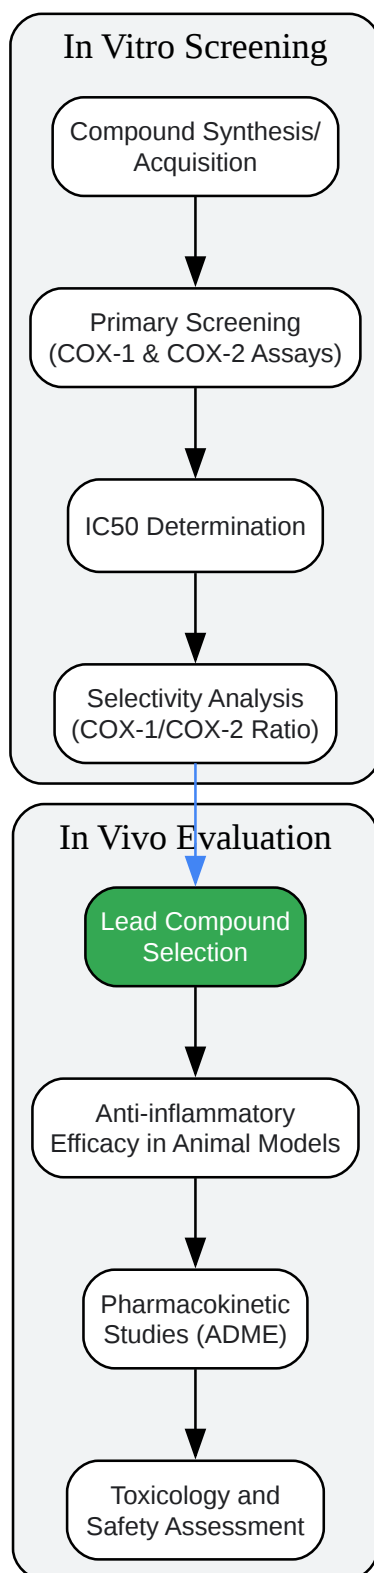 In Vitro Screening
Compound Synthesis/
Acquisition
Primary Screening
(COX-1 & COX-2 Assays)
IC50 Determination
Selectivity Analysis
(COX-1/COX-2 Ratio)
In Vivo Evaluation
Lead Compound
Selection
Anti-inflammatory
Efficacy in Animal Models
Pharmacokinetic
Studies (ADME)
Toxicology and
Safety Assessment